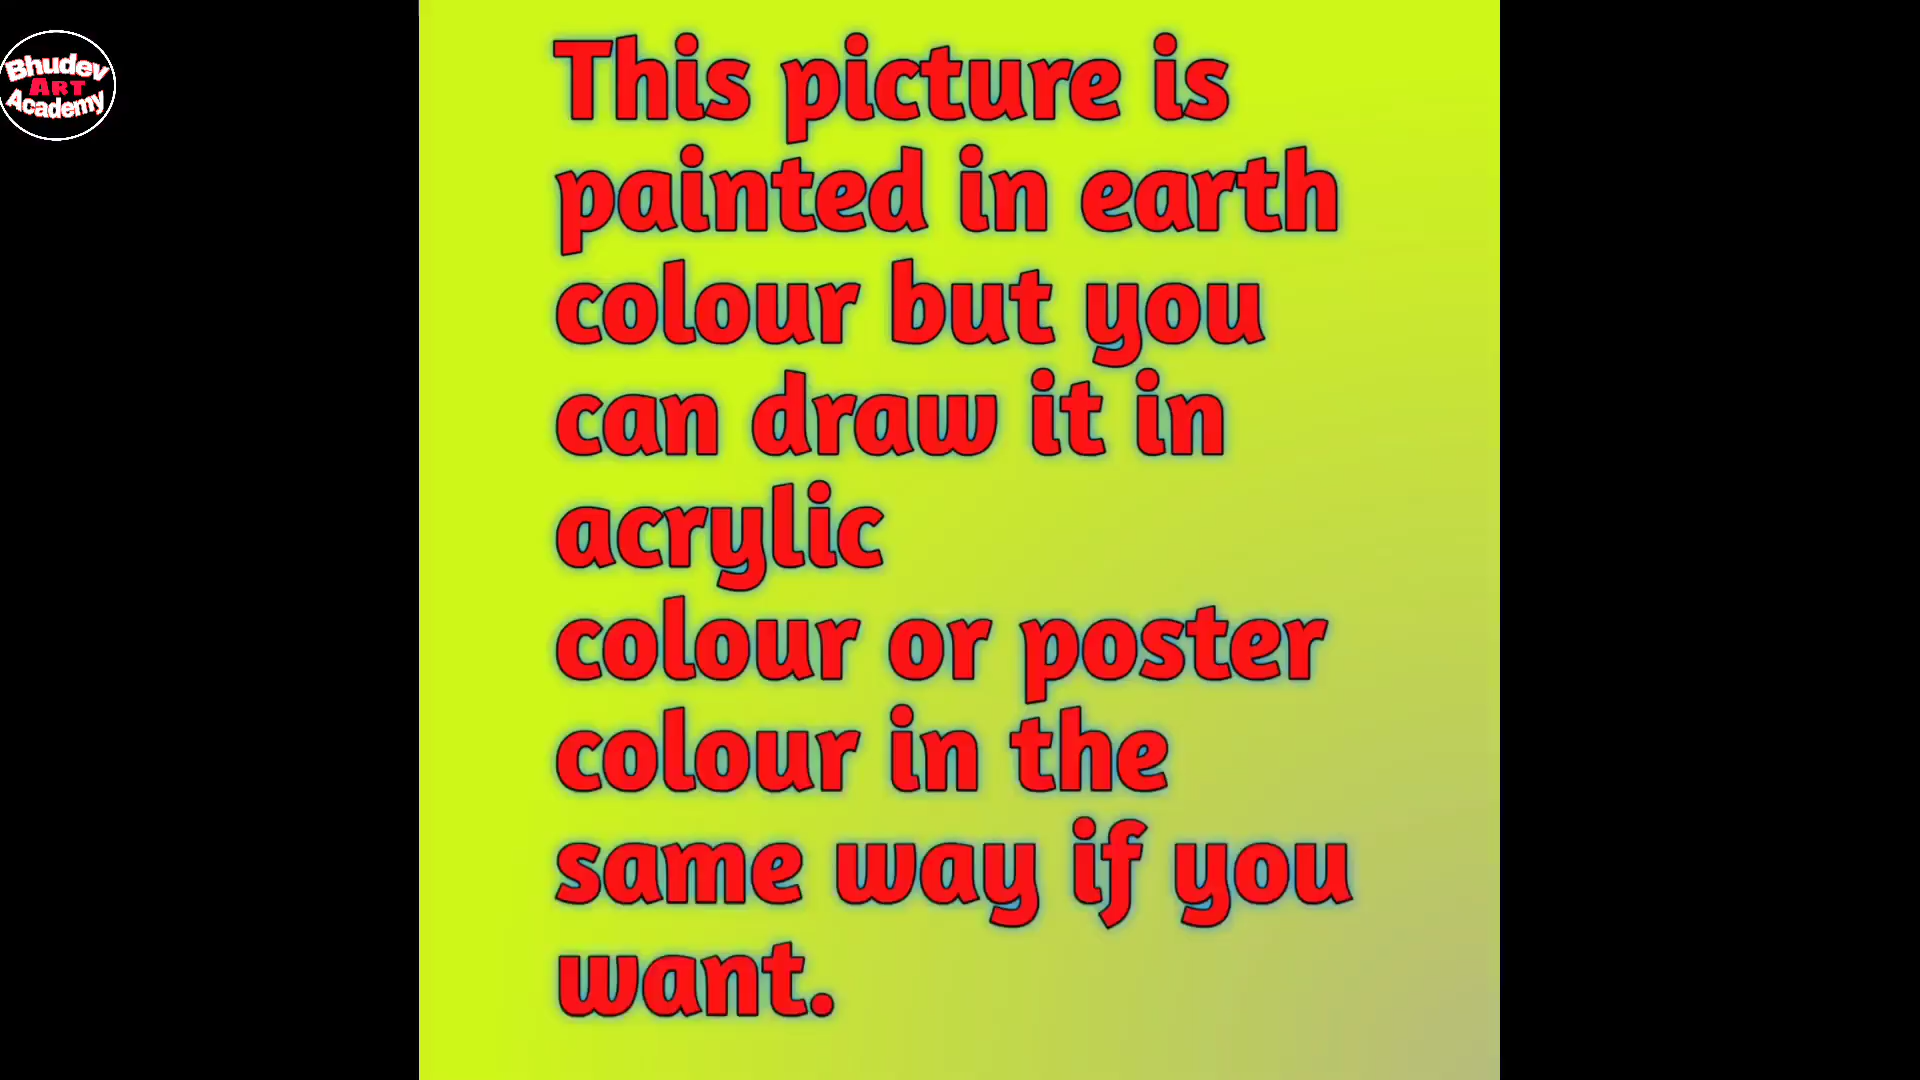 Bhudev
ART
Academy
This picture is
painted in earth
colour but you
can draw it in
acrylic
colour or poster
colour in the
same way if you
want.